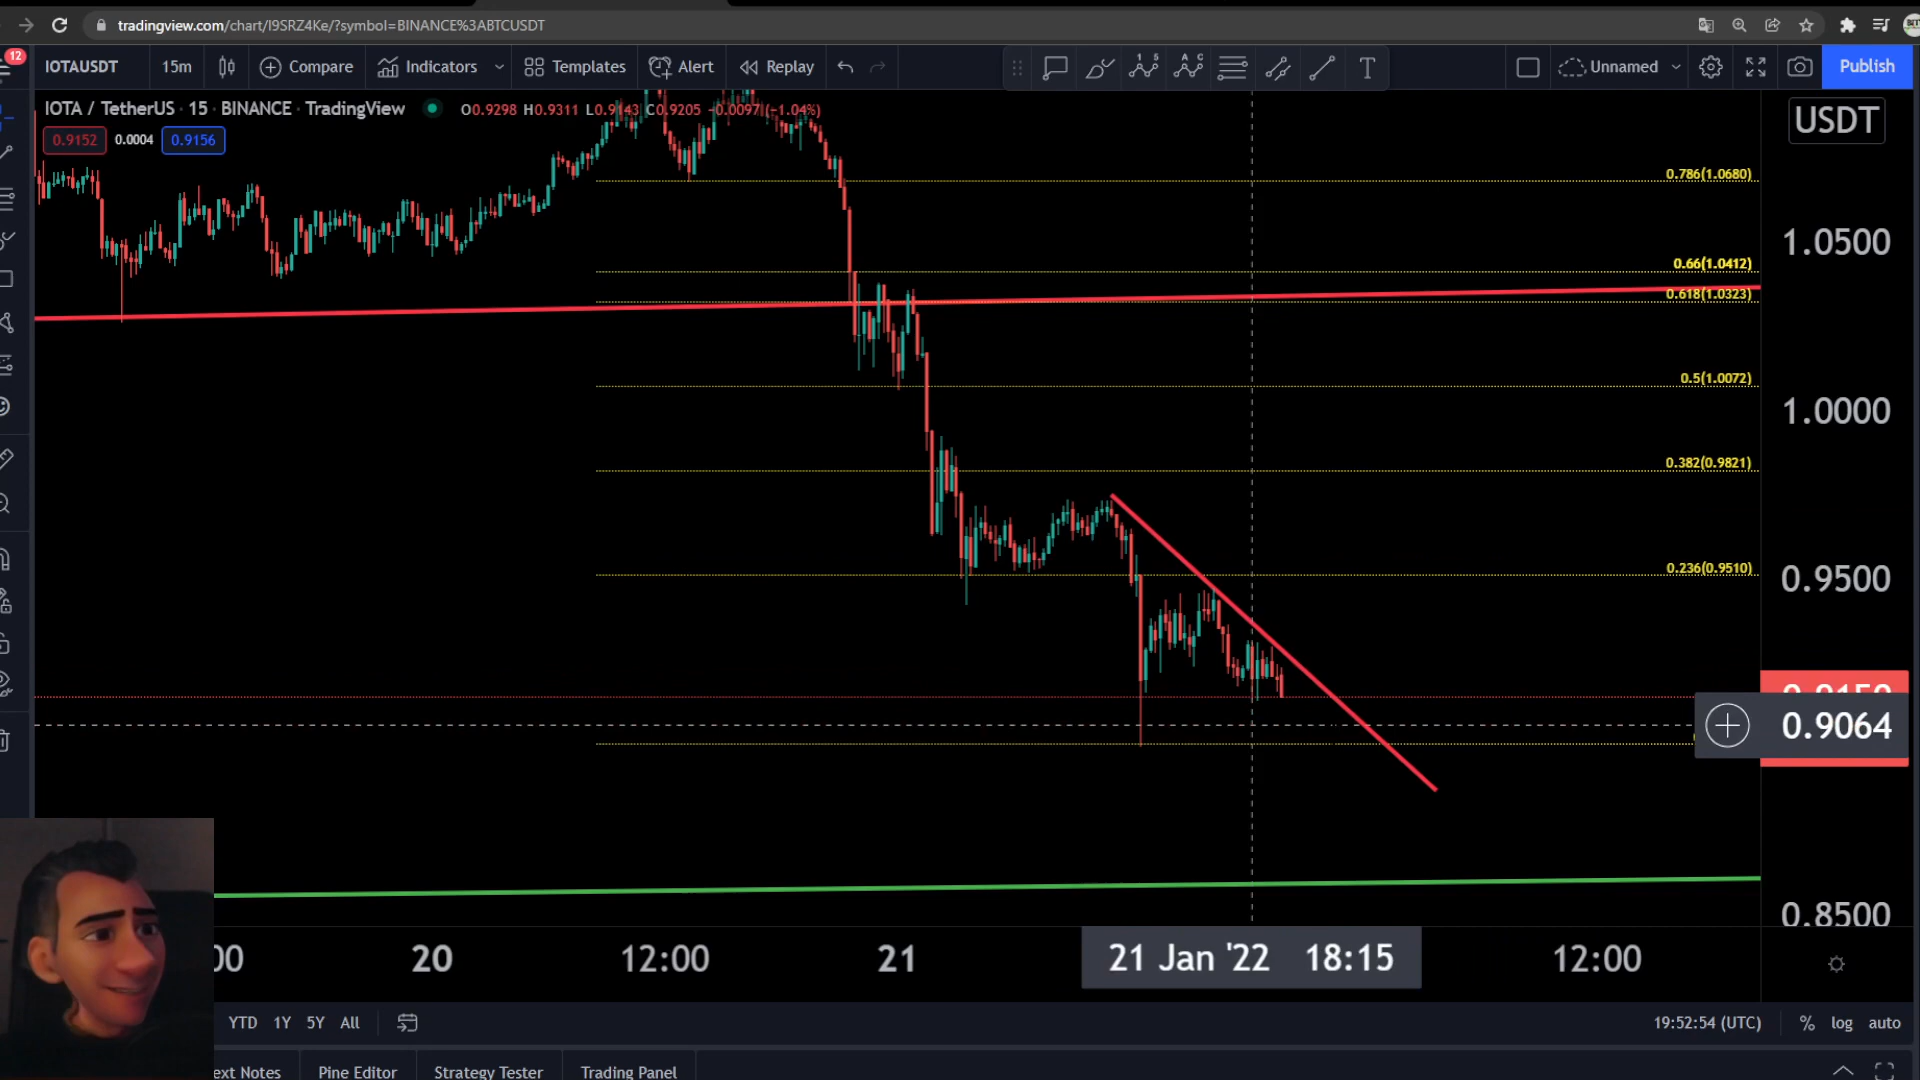 tradingview.com/chart/I9SRZ4Ke/?symbol=BINANCE%3ABTCUSDT
12
IOTAUSDT 15m Compare Indicators Templates Alert Replay T Unnamed Publish
IOTA / TetherUS · 15 · BINANCE · TradingView O0.9298 H0.9311 L0.9143 C0.9205 -0.0097 (-1.04%)
USDT
0.9152 0.0004 0.9156
0.786(1.0680)
1.0500
0.66(1.0412)
0.618(1.0323)
0.5(1.0072)
1.0000
0.382(0.9821)
0.236(0.9510)
0.9500
0.9064
0.8500
20 12:00 21 21 Jan '22 18:15 12:00
YTD 1Y 5Y All 19:52:54 (UTC) % log auto
Notes Pine Editor Strategy Tester Trading Panel